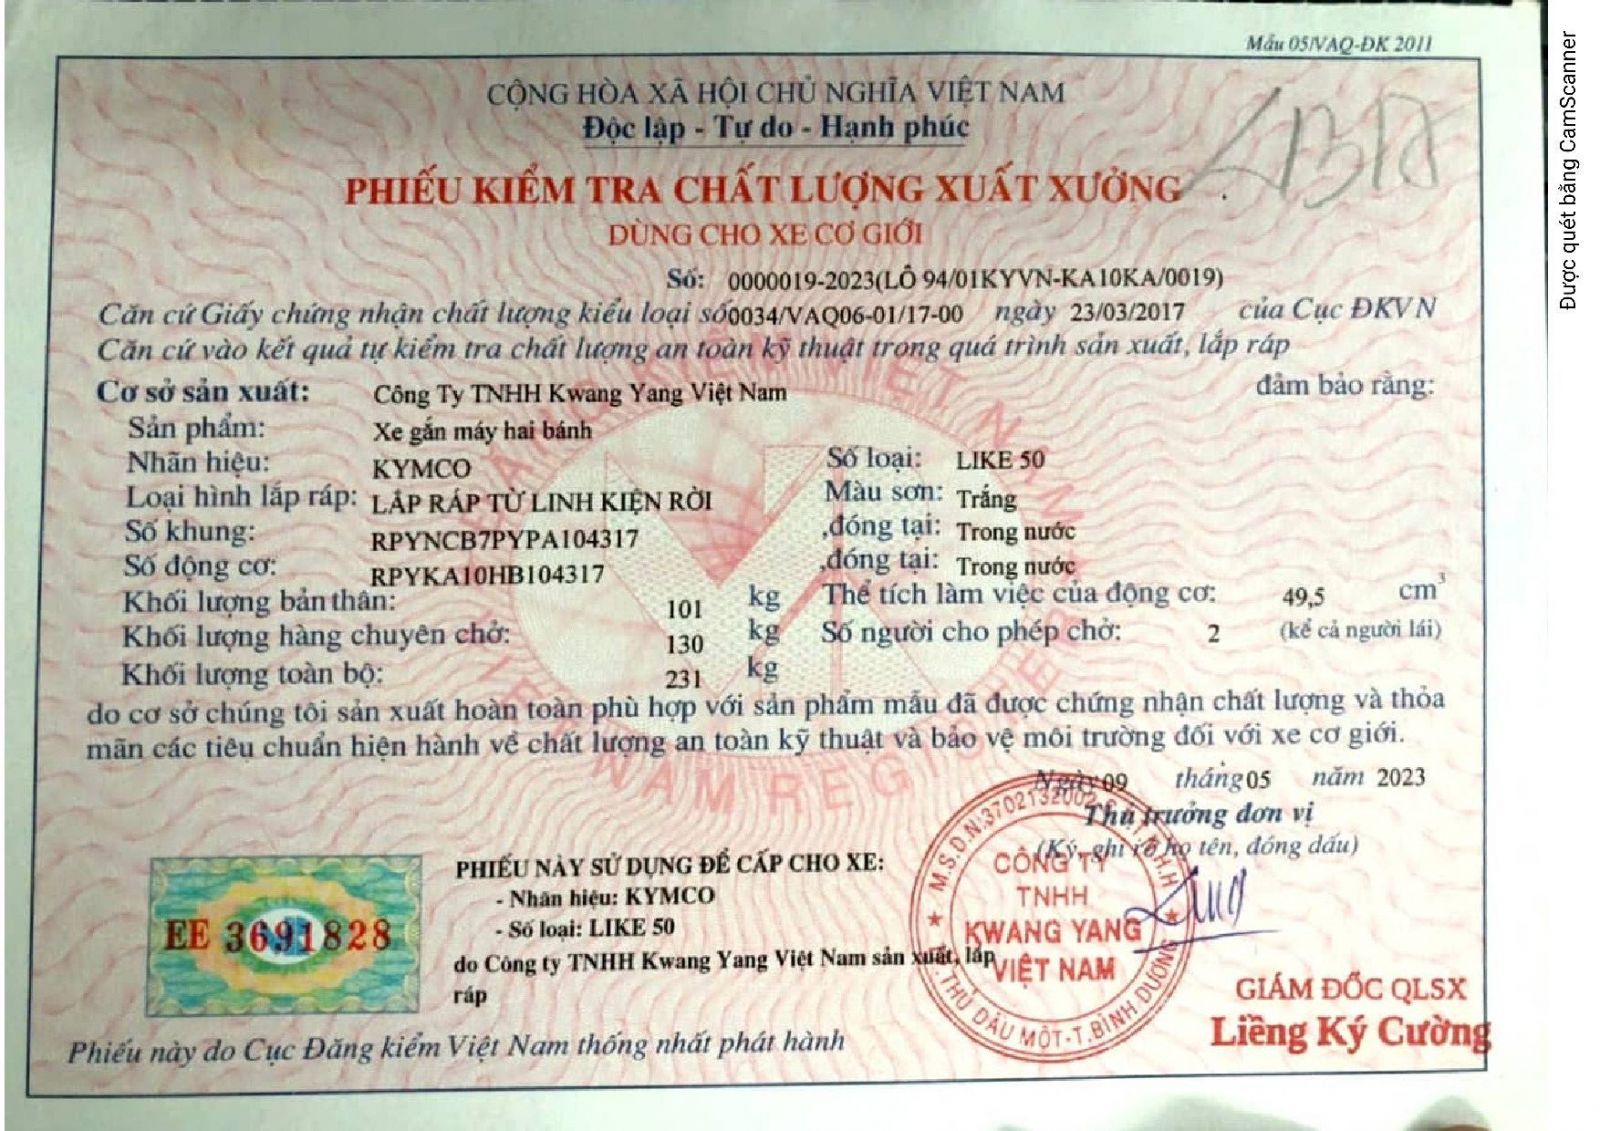 Mẫu 05/VAQ-ĐK 2011
CỘNG HÒA XÃ HỘI CHỦ NGHĨA VIỆT NAM
Độc lập - Tự do - Hạnh phúc
PHIẾU KIỂM TRA CHẤT LƯỢNG XUẤT XƯỞNG
DÙNG CHO XE CƠ GIỚI
Số: 0000019-2023(LÔ 94/01KYVN-KA10KA/0019)
Căn cứ Giấy chứng nhận chất lượng kiểu loại số0034/VAQ06-01/17-00 ngày 23/03/2017 của Cục ĐKVN
Căn cứ vào kết quả tự kiểm tra chất lượng an toàn kỹ thuật trong quá trình sản xuất, lắp ráp
Cơ sở sản xuất: Công Ty TNHH Kwang Yang Việt Nam đảm bảo rằng:
Sản phẩm: Xe gắn máy hai bánh
Nhãn hiệu: KYMCO Số loại: LIKE 50
Loại hình lắp ráp: LẮP RÁP TỪ LINH KIỆN RỜI Màu sơn: Trắng
Số khung: RPYNCB7PYPA104317 ,đóng tại: Trong nước
Số động cơ: RPYKA10HB104317 ,đóng tại: Trong nước
Khối lượng bản thân: 101 kg Thể tích làm việc của động cơ: 49,5 cm³
Khối lượng hàng chuyên chở: 130 kg Số người cho phép chở: 2 (kể cả người lái)
Khối lượng toàn bộ: 231 kg
do cơ sở chúng tôi sản xuất hoàn toàn phù hợp với sản phẩm mẫu đã được chứng nhận chất lượng và thỏa
mãn các tiêu chuẩn hiện hành về chất lượng an toàn kỹ thuật và bảo vệ môi trường đối với xe cơ giới.
Ngày 09 tháng 05 năm 2023
Thủ trưởng đơn vị
(Ký, ghi rõ họ tên, đóng dấu)
PHIẾU NÀY SỬ DỤNG ĐỂ CẤP CHO XE:
- Nhãn hiệu: KYMCO
- Số loại: LIKE 50
do Công ty TNHH Kwang Yang Việt Nam sản xuất, lắp
ráp
EE 3691828
M.S.D.N:3702132002-C.T.T.N.H.H
CÔNG TY
TNHH
KWANG YANG
VIỆT NAM
THỦ DẦU MỘT-T.BÌNH DƯƠNG
GIÁM ĐỐC QLSX
Liềng Ký Cường
Phiếu này do Cục Đăng kiểm Việt Nam thống nhất phát hành
ĐĂNG KIỂM VIỆT NAM
VIETNAM REGISTER
Được quét bằng CamScanner